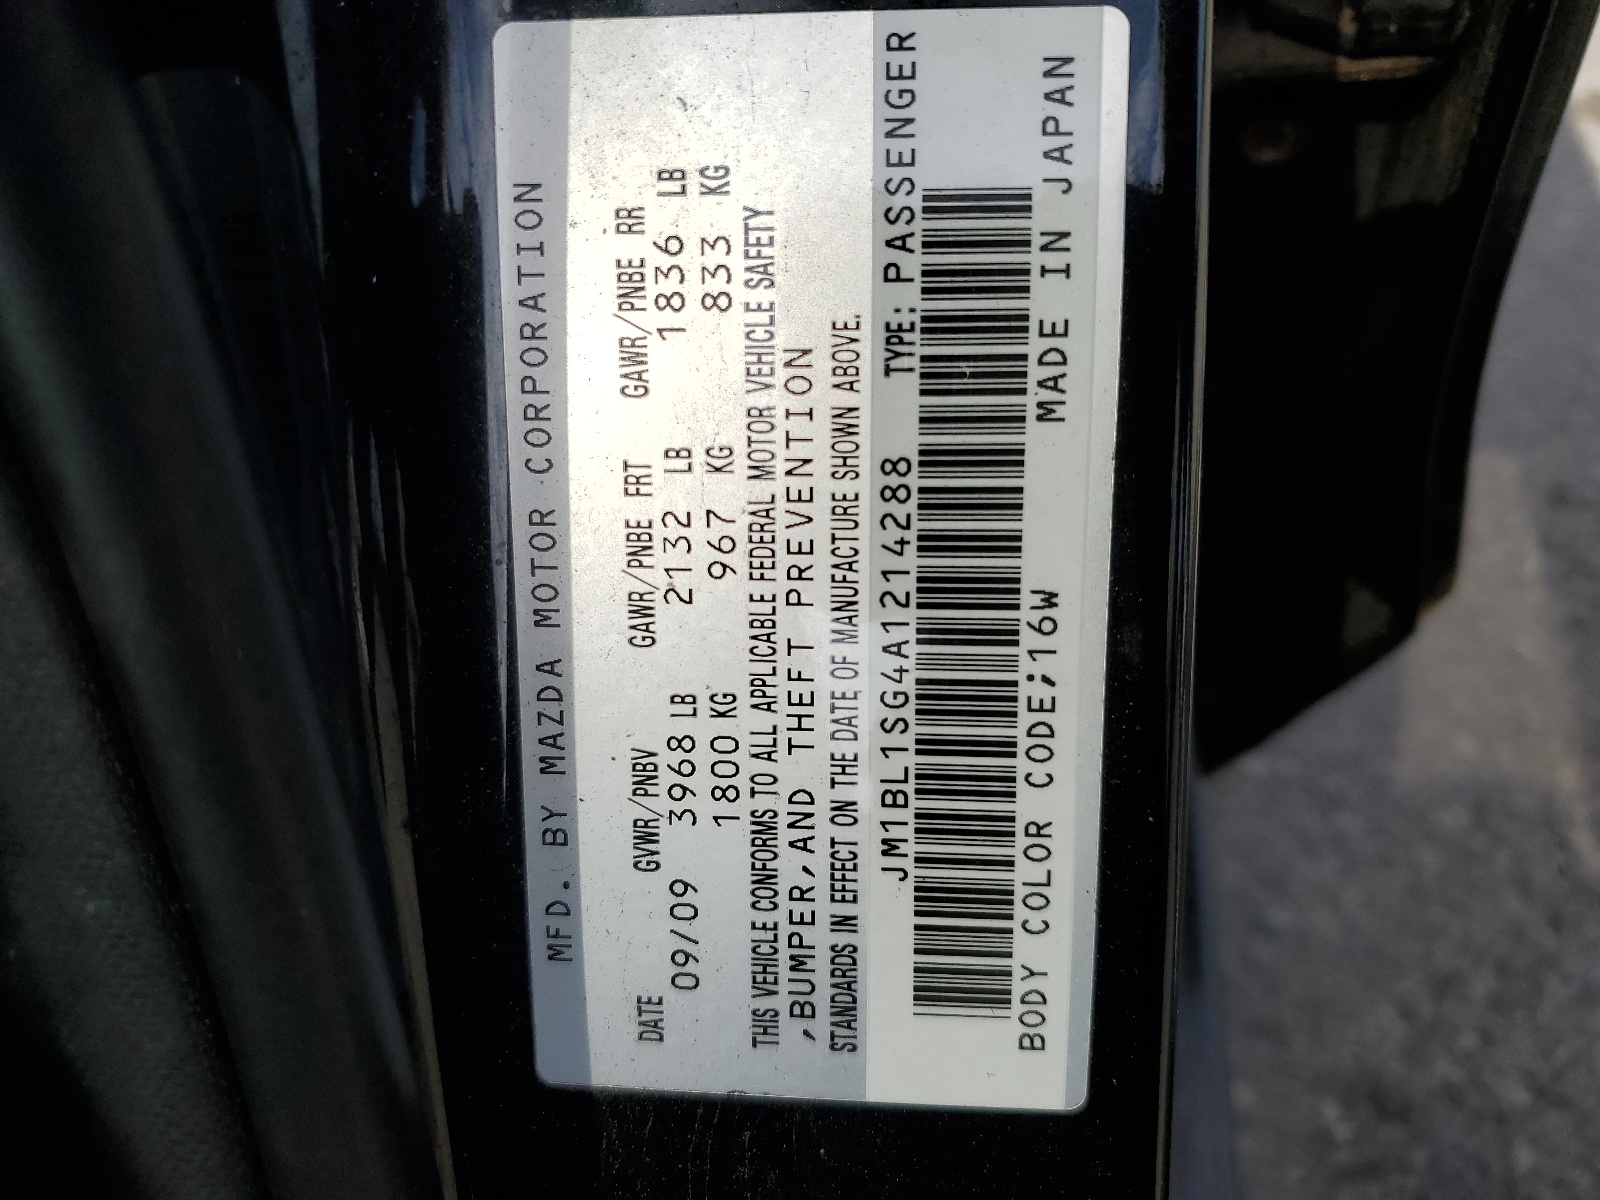 MFD. BY MAZDA MOTOR CORPORATION
DATE GVWR/PNBV GAWR/PNBE FRT GAWR/PNBE RR
09/09 3968 LB 2132 LB 1836 LB
1800 KG 967 KG 833 KG
THIS VEHICLE CONFORMS TO ALL APPLICABLE FEDERAL MOTOR VEHICLE SAFETY
,BUMPER,AND THEFT PREVENTION
STANDARDS IN EFFECT ON THE DATE OF MANUFACTURE SHOWN ABOVE.
JM1BL1SG4A1214288 TYPE: PASSENGER
BODY COLOR CODE;16W MADE IN JAPAN